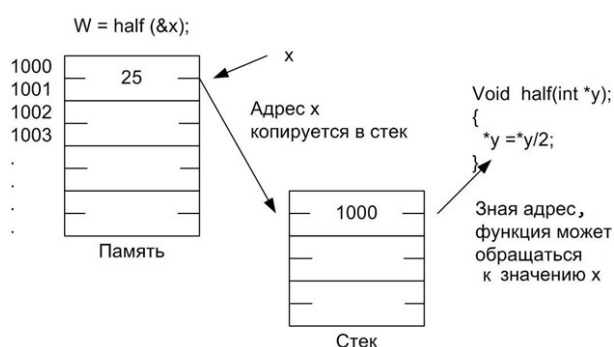 W = half (&x);
1000
1001
1002
1003
.
.
.
.
25
Память
x
Адрес x
копируется в стек
1000
Стек
Void half(int *y);
{
*y =*y/2;
}
Зная адрес,
функция может
обращаться
к значению x